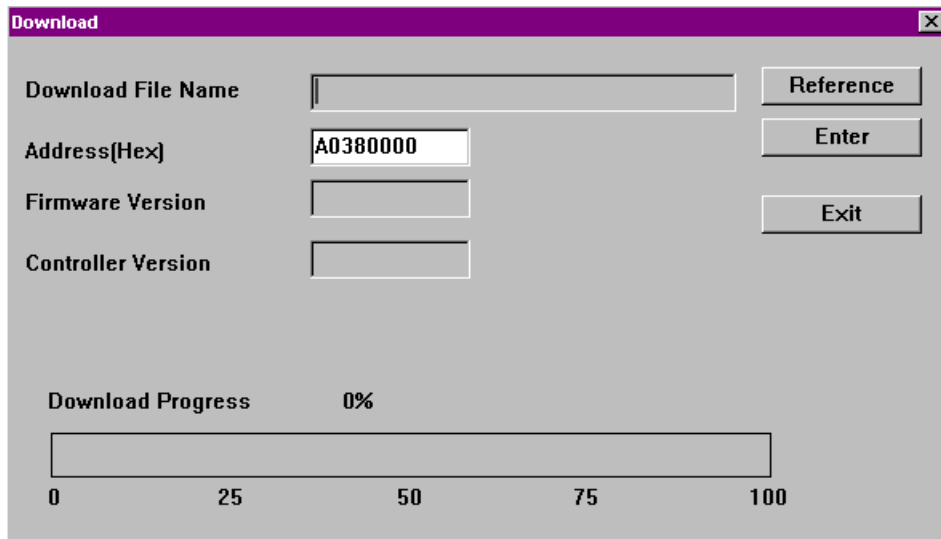 Download
Download File Name
Reference
Address(Hex)
A0380000
Enter
Firmware Version
Exit
Controller Version
Download Progress 0%
0 25 50 75 100